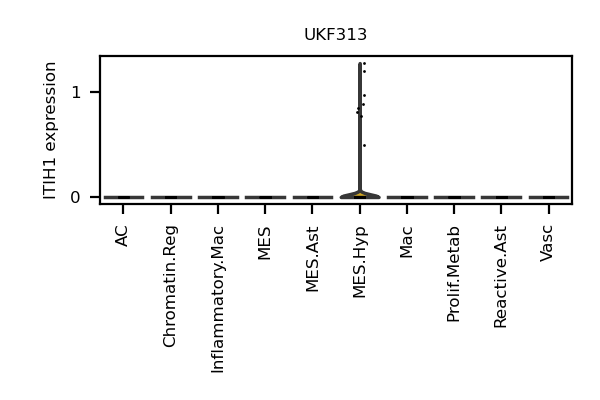 UKF313
ITIH1 expression
1
0
AC
Chromatin.Reg
Inflammatory.Mac
MES
MES.Ast
MES.Hyp
Mac
Prolif.Metab
Reactive.Ast
Vasc